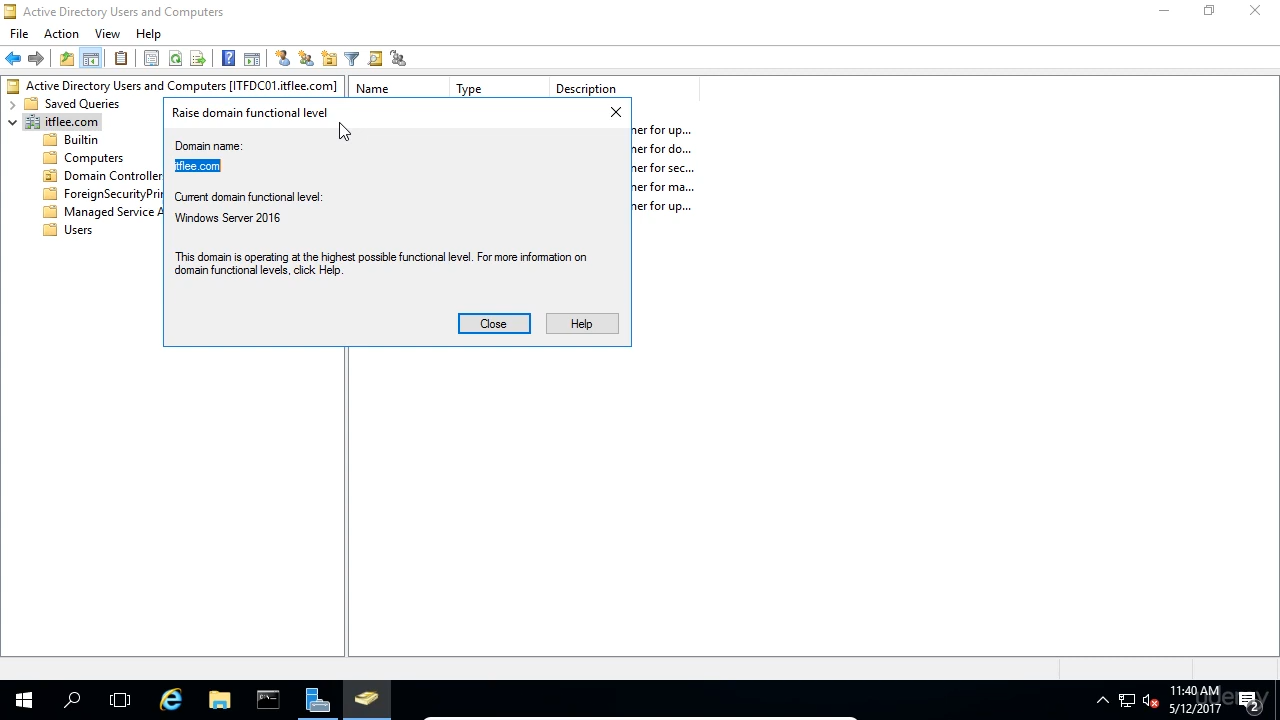 Active Directory Users and Computers
File Action View Help
Active Directory Users and Computers [ITFDC01.itflee.com]
Saved Queries
itflee.com
Builtin
Computers
Domain Controller
ForeignSecurityPri
Managed Service A
Users
Name Type Description
ner for up...
ner for do...
ner for sec...
ner for ma...
ner for up...
Raise domain functional level
Domain name:
itflee.com
Current domain functional level:
Windows Server 2016
This domain is operating at the highest possible functional level. For more information on
domain functional levels, click Help.
Close Help
11:40 AM
5/12/2017
2
udemy